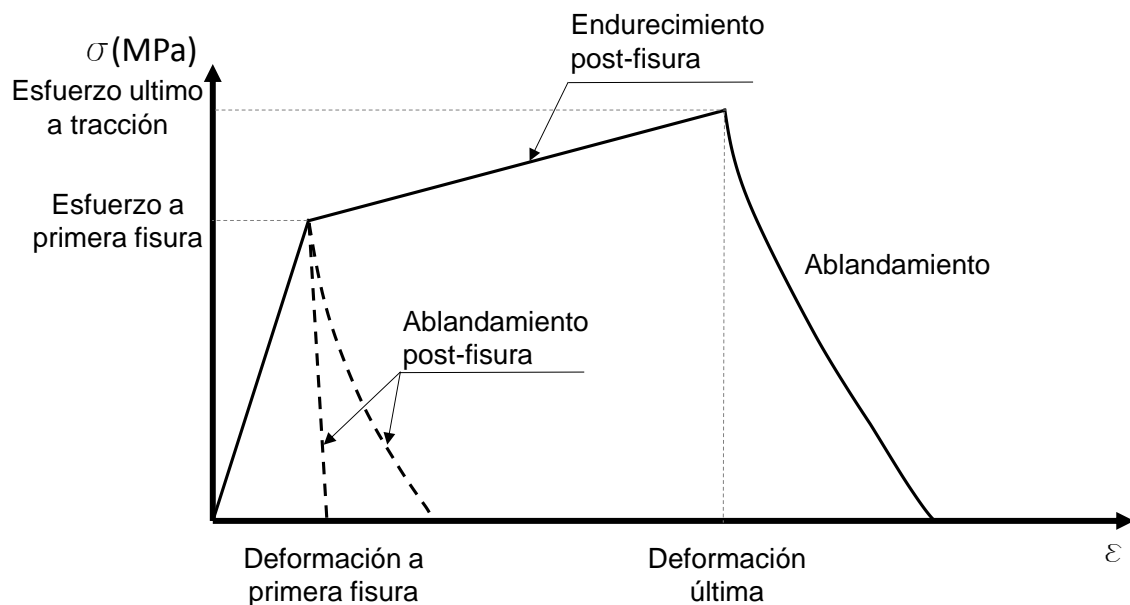 σ(MPa)
Esfuerzo ultimo
a tracción
Esfuerzo a
primera fisura
Endurecimiento
post-fisura
Ablandamiento
post-fisura
Ablandamiento
Deformación a
primera fisura
Deformación
última
ε